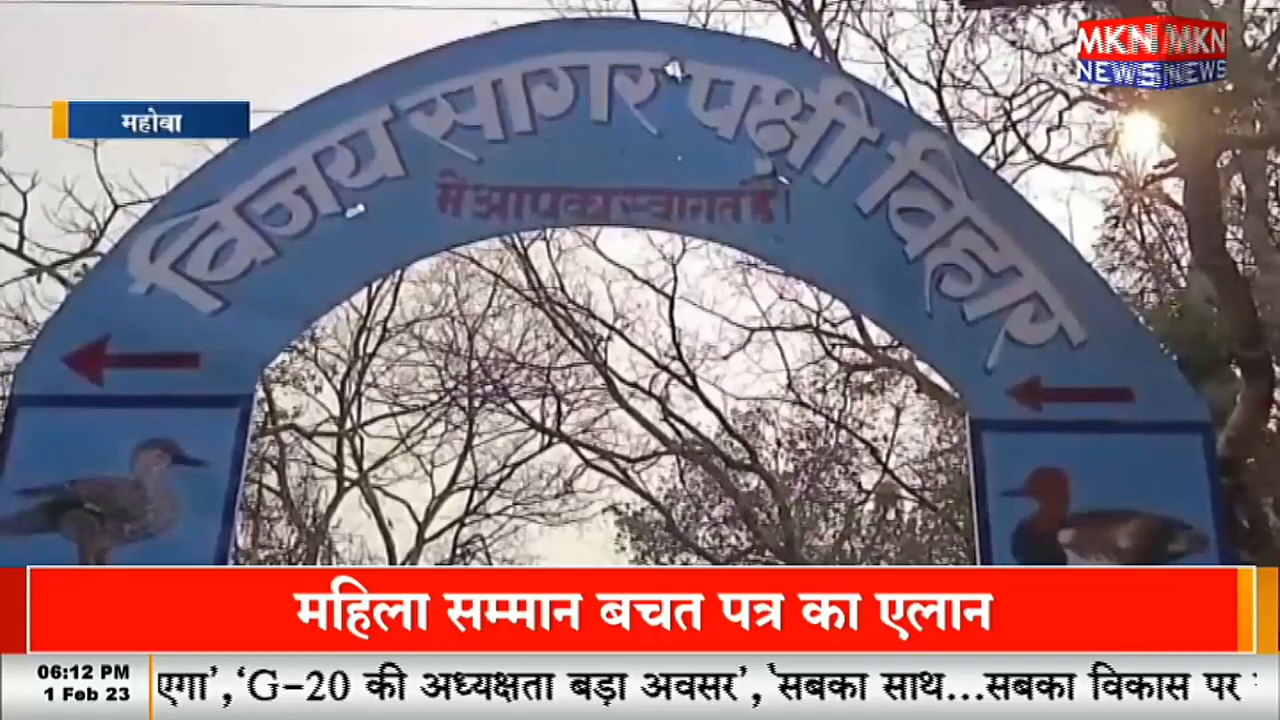 MKN MKN
NEWS NEWS
महोबा
विजय सागर पक्षी विहार
में आपका स्वागत है।
महिला सम्मान बचत पत्र का एलान
06:12 PM
1 Feb 23
एगा’,‘G-20 की अध्यक्षता बड़ा अवसर’,‘सबका साथ...सबका विकास पर